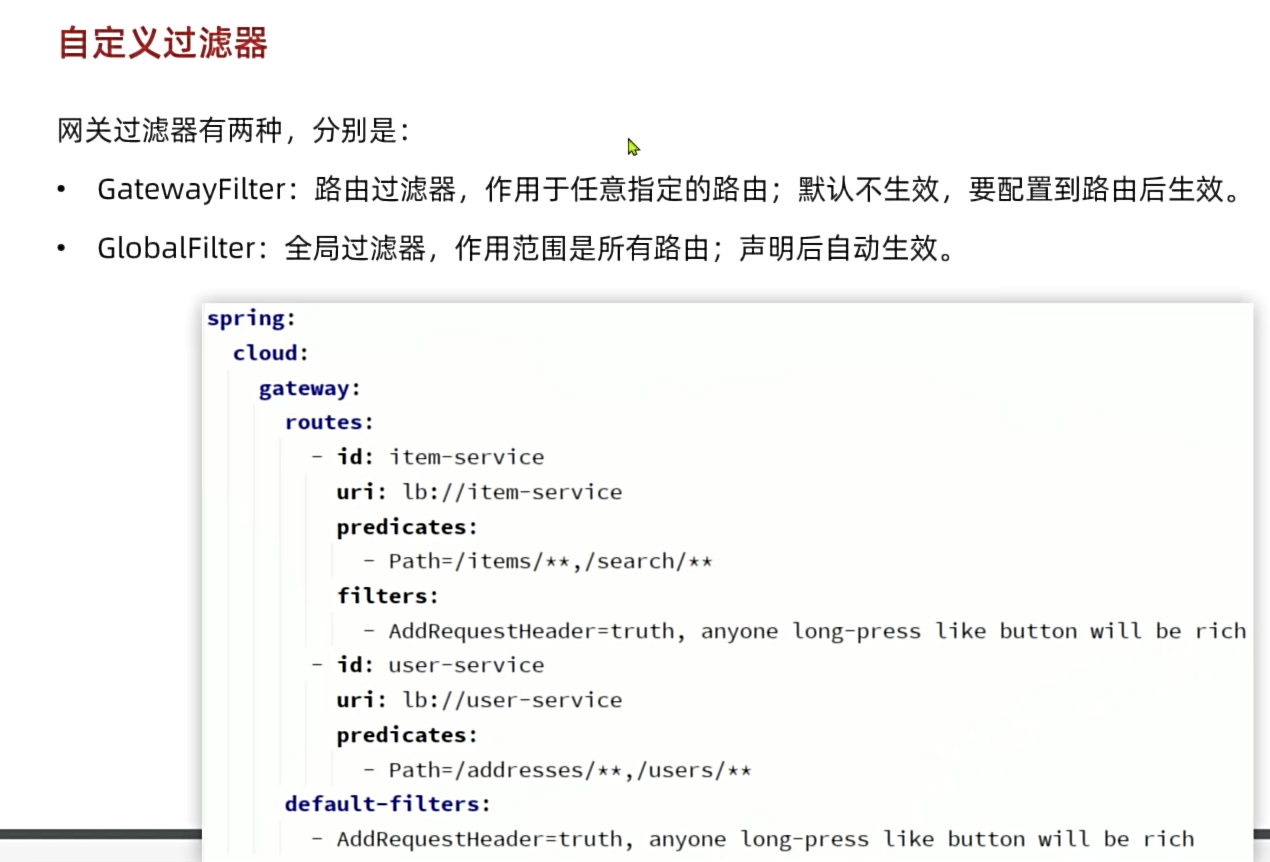 自定义过滤器
网关过滤器有两种，分别是：
• GatewayFilter：路由过滤器，作用于任意指定的路由；默认不生效，要配置到路由后生效。
• GlobalFilter：全局过滤器，作用范围是所有路由；声明后自动生效。
spring:
  cloud:
    gateway:
      routes:
        - id: item-service
          uri: lb://item-service
          predicates:
            - Path=/items/**,/search/**
          filters:
            - AddRequestHeader=truth, anyone long-press like button will be rich
        - id: user-service
          uri: lb://user-service
          predicates:
            - Path=/addresses/**,/users/**
      default-filters:
        - AddRequestHeader=truth, anyone long-press like button will be rich